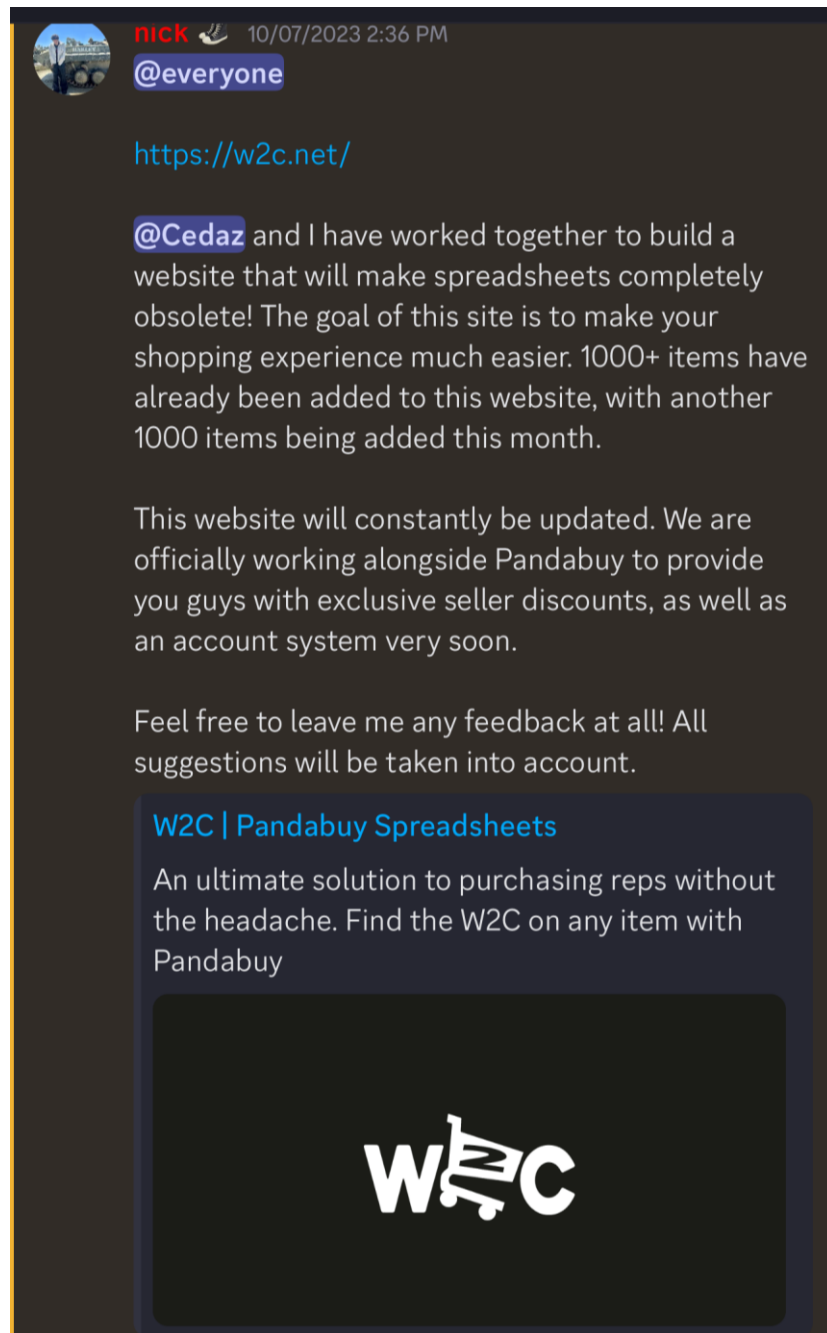 nick 10/07/2023 2:36 PM
@everyone
https://w2c.net/
@Cedaz and I have worked together to build a
website that will make spreadsheets completely
obsolete! The goal of this site is to make your
shopping experience much easier. 1000+ items have
already been added to this website, with another
1000 items being added this month.
This website will constantly be updated. We are
officially working alongside Pandabuy to provide
you guys with exclusive seller discounts, as well as
an account system very soon.
Feel free to leave me any feedback at all! All
suggestions will be taken into account.
W2C | Pandabuy Spreadsheets
An ultimate solution to purchasing reps without
the headache. Find the W2C on any item with
Pandabuy
W2C